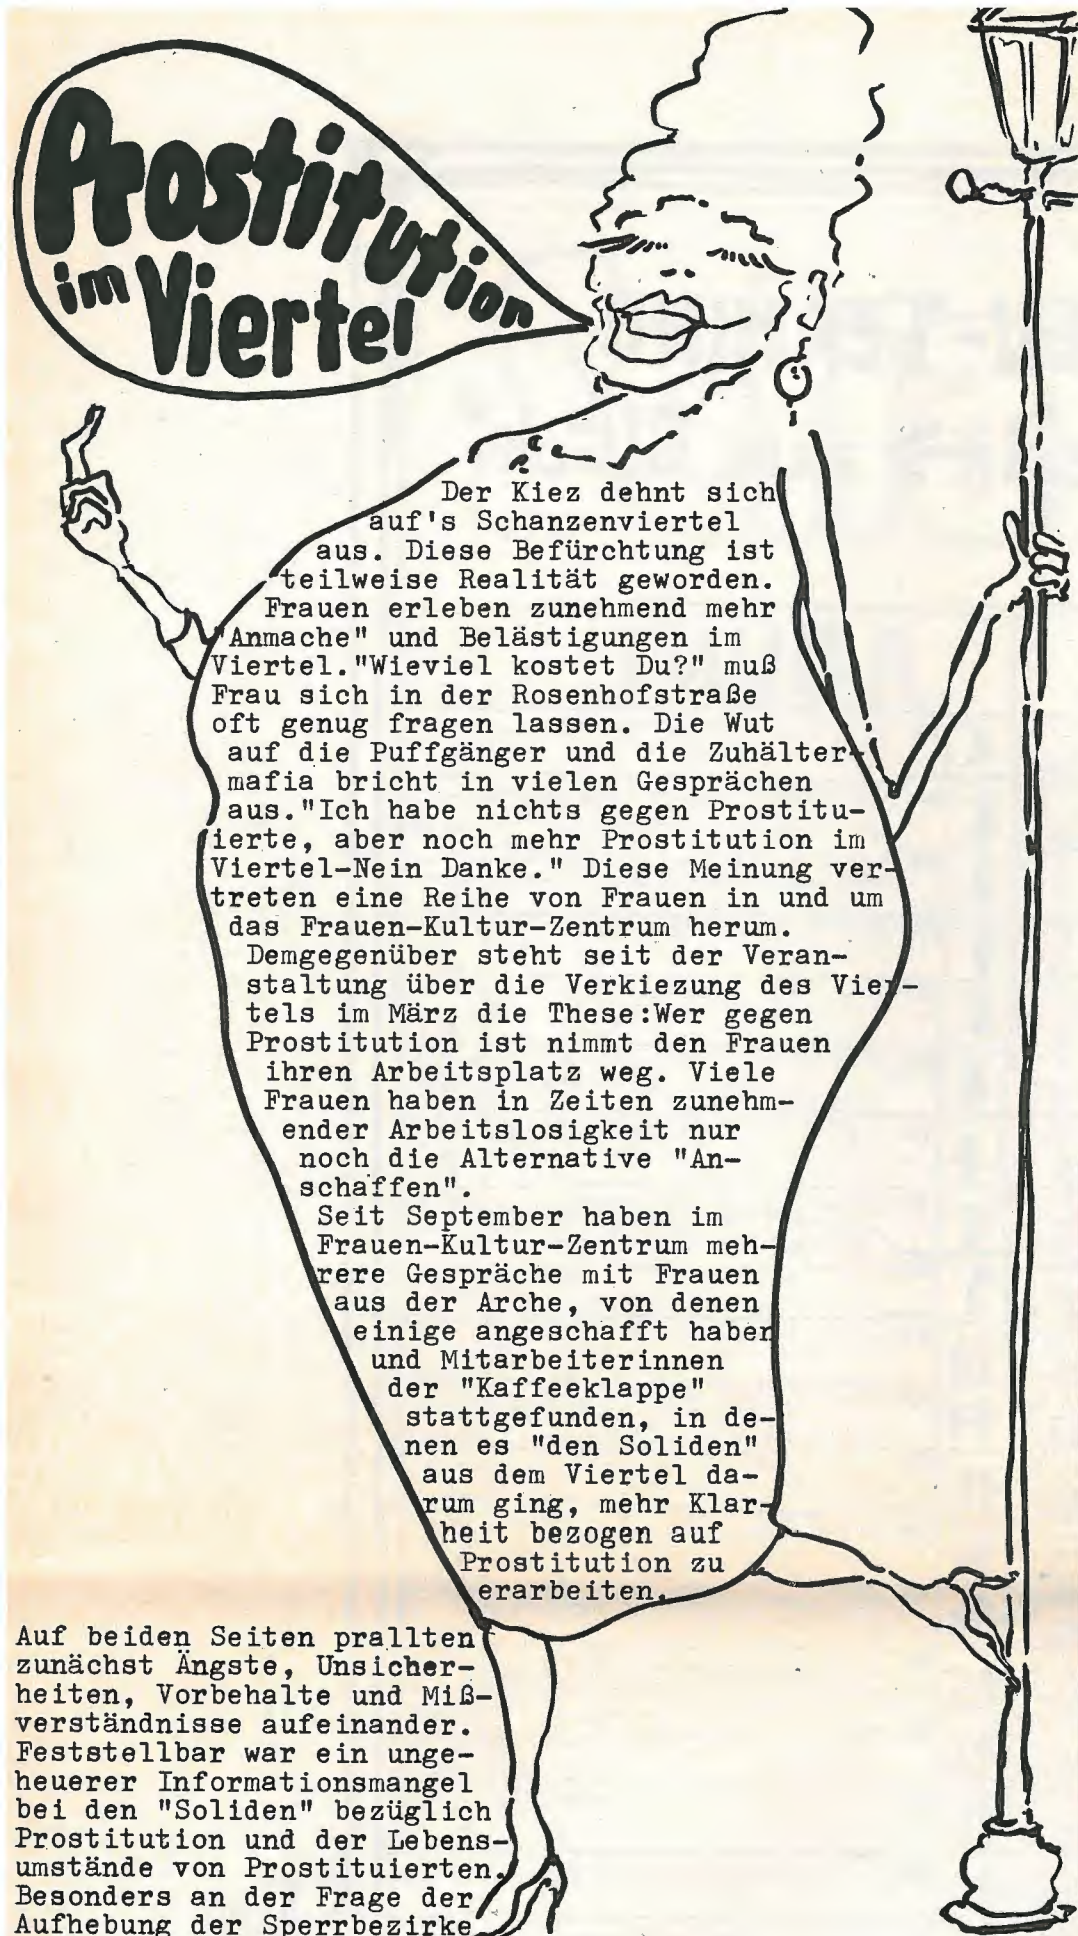 Prostitution
im Viertel
Der Kiez dehnt sich
auf's Schanzenviertel
aus. Diese Befürchtung ist
teilweise Realität geworden.
Frauen erleben zunehmend mehr
"Anmache" und Belästigungen im
Viertel."Wieviel kostet Du?" muß
Frau sich in der Rosenhofstraße
oft genug fragen lassen. Die Wut
auf die Puffgänger und die Zuhälter-
mafia bricht in vielen Gesprächen
aus."Ich habe nichts gegen Prostitu-
ierte, aber noch mehr Prostitution im
Viertel-Nein Danke." Diese Meinung ver-
treten eine Reihe von Frauen in und um
das Frauen-Kultur-Zentrum herum.
Demgegenüber steht seit der Veran-
staltung über die Verkiezung des Vier-
tels im März die These:Wer gegen
Prostitution ist nimmt den Frauen
ihren Arbeitsplatz weg. Viele
Frauen haben in Zeiten zunehm-
ender Arbeitslosigkeit nur
noch die Alternative "An-
schaffen".
Seit September haben im
Frauen-Kultur-Zentrum meh-
rere Gespräche mit Frauen
aus der Arche, von denen
einige angeschafft haben
und Mitarbeiterinnen
der "Kaffeeklappe"
stattgefunden, in de-
nen es "den Soliden"
aus dem Viertel da-
rum ging, mehr Klar-
heit bezogen auf
Prostitution zu
erarbeiten.
Auf beiden Seiten prallten
zunächst Ängste, Unsicher-
heiten, Vorbehalte und Miß-
verständnisse aufeinander.
Feststellbar war ein unge-
heuerer Informationsmangel
bei den "Soliden" bezüglich
Prostitution und der Lebens-
umstände von Prostituierten.
Besonders an der Frage der
Aufhebung der Sperrbezirke